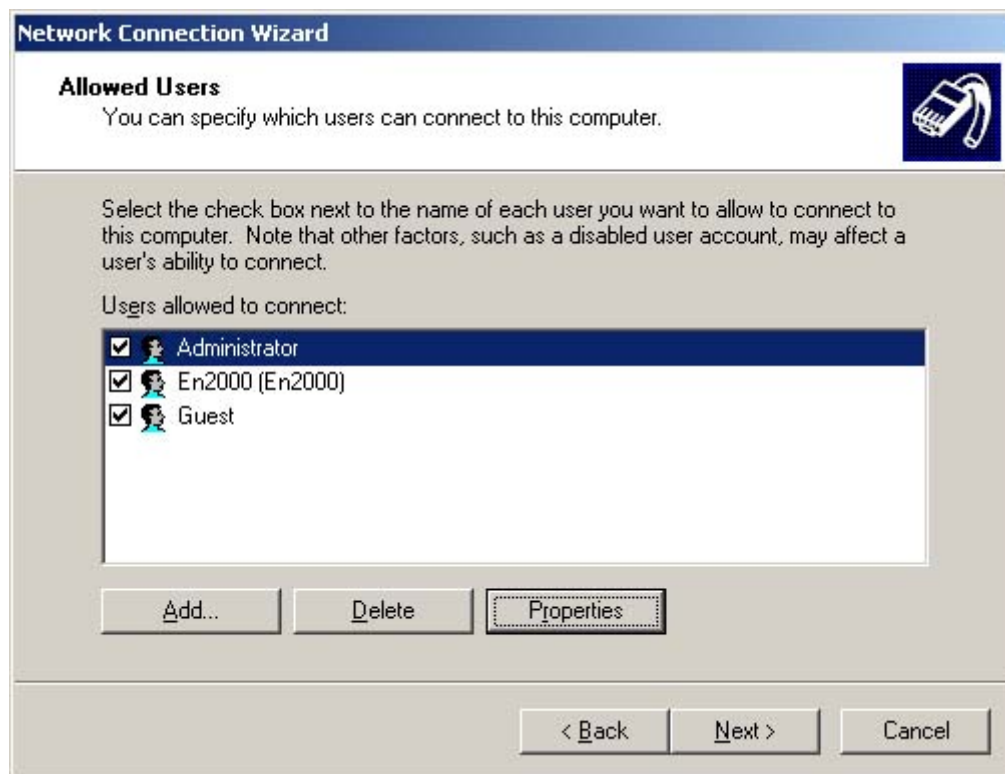 Network Connection Wizard
Allowed Users
You can specify which users can connect to this computer.
Select the check box next to the name of each user you want to allow to connect to
this computer.  Note that other factors, such as a disabled user account, may affect a
user's ability to connect.
Users allowed to connect:
Administrator
En2000 (En2000)
Guest
Add... Delete Properties
< Back Next > Cancel